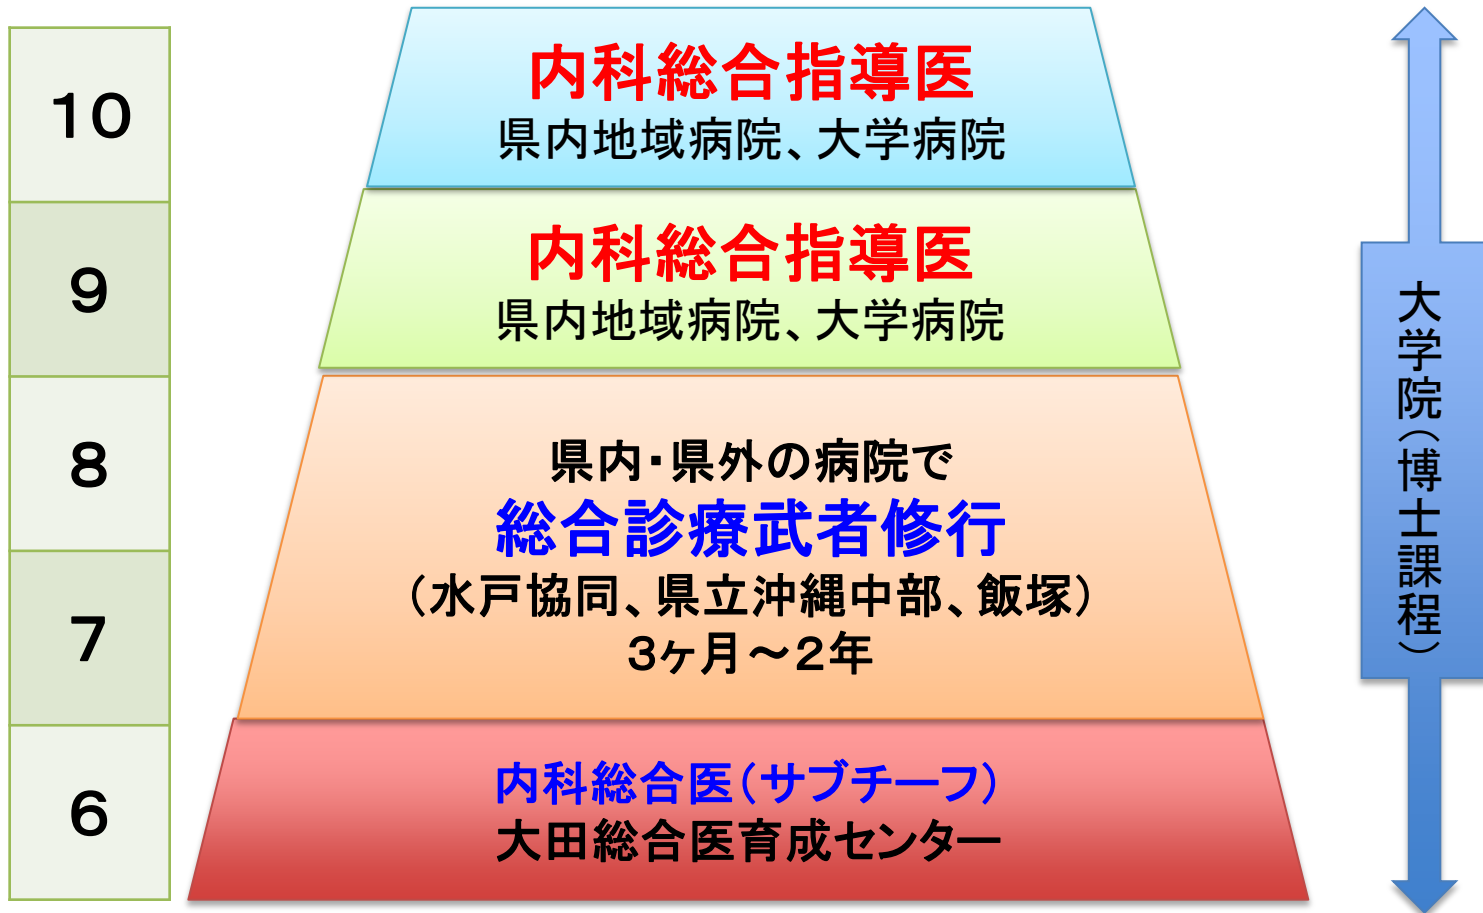 10
内科総合指導医
県内地域病院、大学病院
9
内科総合指導医
県内地域病院、大学病院
8
県内・県外の病院で
総合診療武者修行
（水戸協同、県立沖縄中部、飯塚）
7
3ヶ月～2年
6
内科総合医（サブチーフ）
大田総合医育成センター
大学院（博士課程）